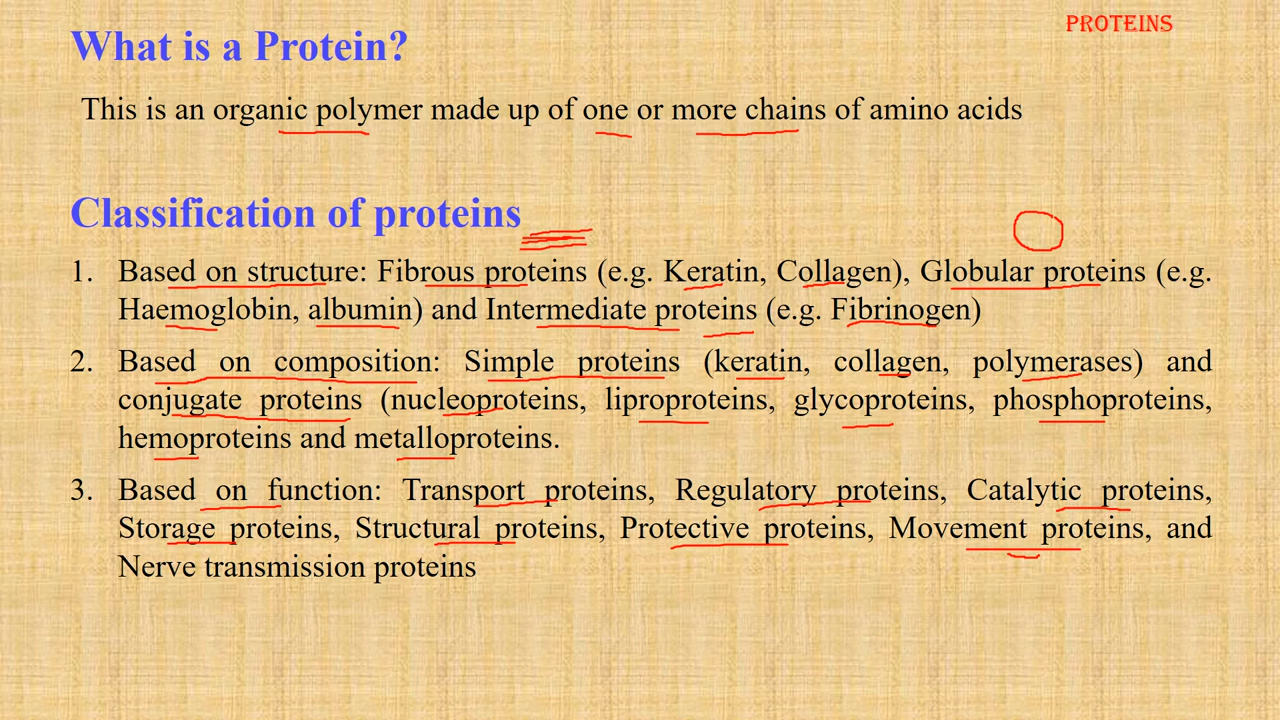 PROTEINS
What is a Protein?
This is an organic polymer made up of one or more chains of amino acids
Classification of proteins
1. Based on structure: Fibrous proteins (e.g. Keratin, Collagen), Globular proteins (e.g.
Haemoglobin, albumin) and Intermediate proteins (e.g. Fibrinogen)
2. Based on composition: Simple proteins (keratin, collagen, polymerases) and
conjugate proteins (nucleoproteins, liproproteins, glycoproteins, phosphoproteins,
hemoproteins and metalloproteins.
3. Based on function: Transport proteins, Regulatory proteins, Catalytic proteins,
Storage proteins, Structural proteins, Protective proteins, Movement proteins, and
Nerve transmission proteins